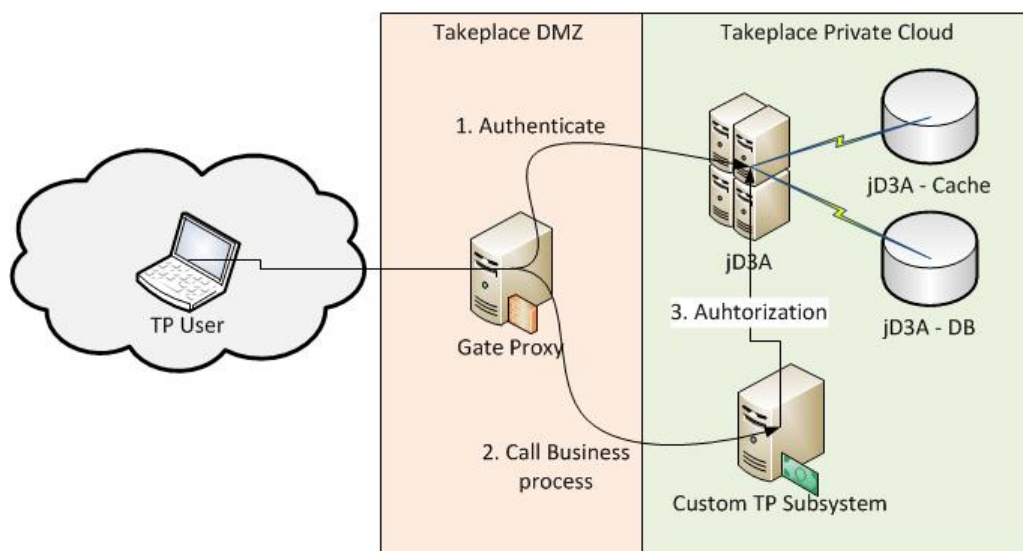 Takeplace DMZ
Takeplace Private Cloud
1. Authenticate
jD3A - Cache
jD3A
TP User
Gate Proxy
3. Auhtorization
jD3A - DB
2. Call Business
process
Custom TP Subsystem